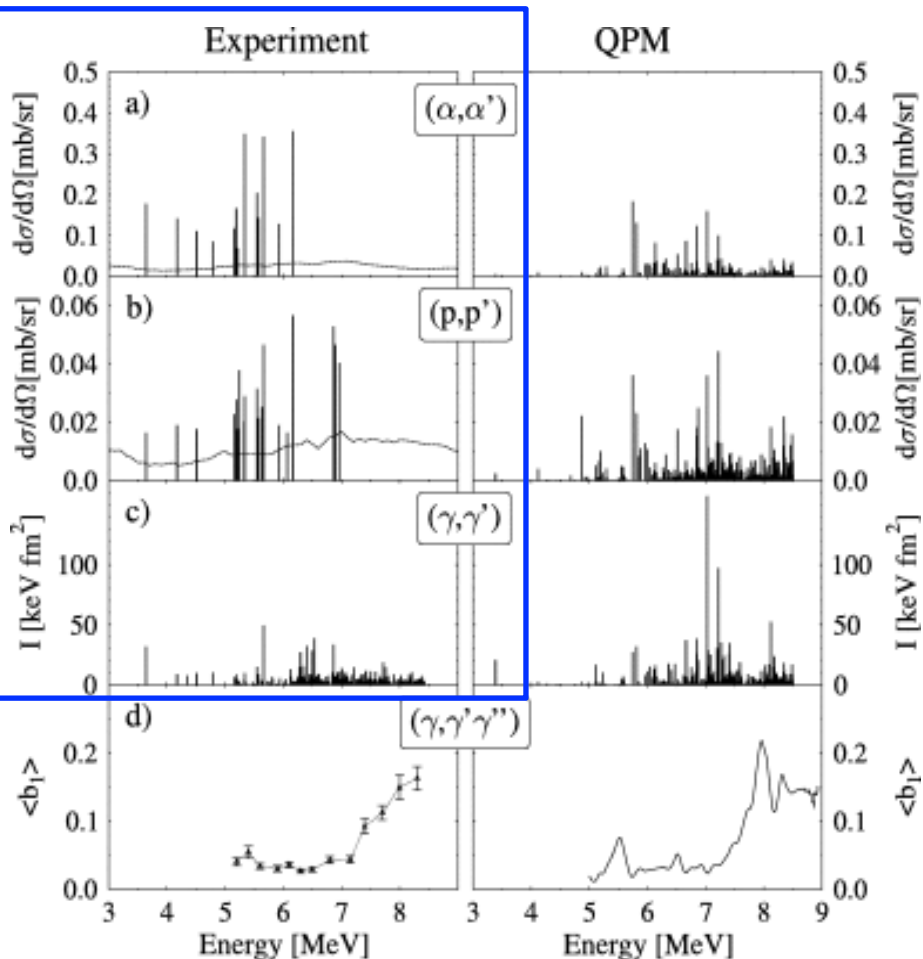 Experiment QPM
0.5 0.5
a) (α,α')
0.4 0.4
dσ/dΩ[mb/sr] dσ/dΩ[mb/sr]
0.3 0.3
0.2 0.2
0.1 0.1
0.0 0.0
b) (p,p')
0.06 0.06
dσ/dΩ[mb/sr] dσ/dΩ[mb/sr]
0.04 0.04
0.02 0.02
0.00 0.00
c) (γ,γ')
I [keV fm²] I [keV fm²]
100 100
50 50
0 0
d) (γ,γ'γ'')
<b₁> <b₁>
0.2 0.2
0.1 0.1
0.0 0.0
3 4 5 6 7 8 3 4 5 6 7 8 9
Energy [MeV] Energy [MeV]